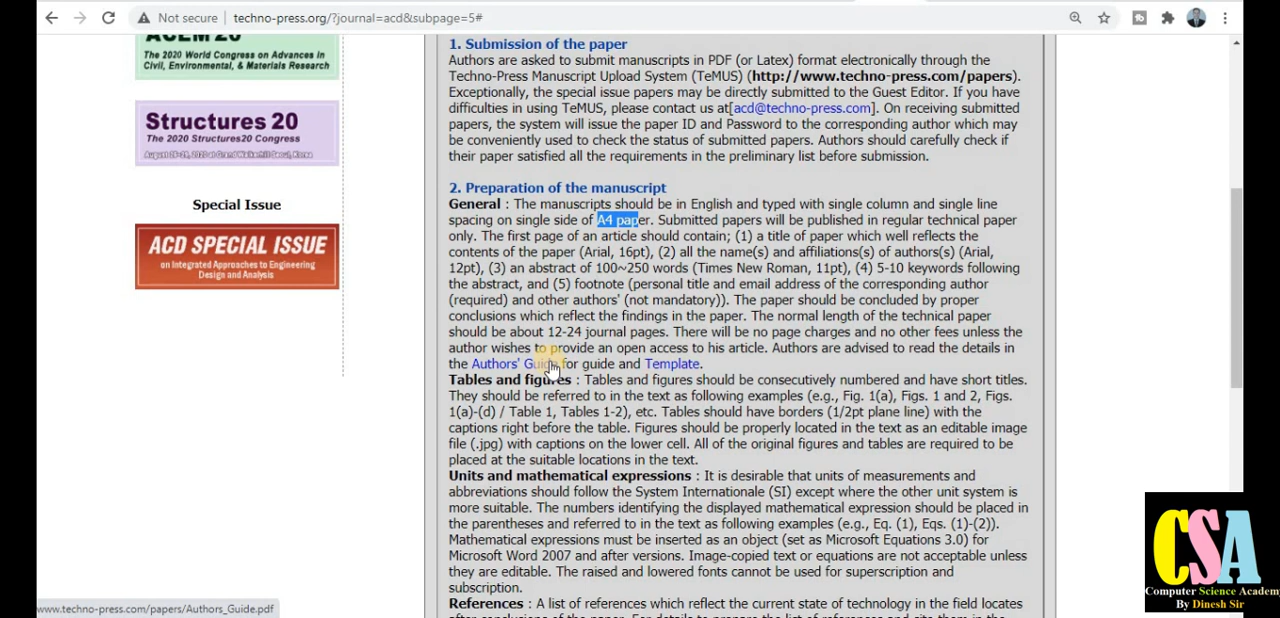 Not secure | techno-press.org/?journal=acd&subpage=5#
ACEM 20
The 2020 World Congress on Advances in
Civil, Environmental, & Materials Research
Structures 20
The 2020 Structures20 Congress
Special Issue
ACD SPECIAL ISSUE
on Integrated Approaches to Engineering
Design and Analysis
1. Submission of the paper
Authors are asked to submit manuscripts in PDF (or Latex) format electronically through the
Techno-Press Manuscript Upload System (TeMUS) (http://www.techno-press.com/papers).
Exceptionally, the special issue papers may be directly submitted to the Guest Editor. If you have
difficulties in using TeMUS, please contact us at[acd@techno-press.com]. On receiving submitted
papers, the system will issue the paper ID and Password to the corresponding author which may
be conveniently used to check the status of submitted papers. Authors should carefully check if
their paper satisfied all the requirements in the preliminary list before submission.
2. Preparation of the manuscript
General : The manuscripts should be in English and typed with single column and single line
spacing on single side of A4 paper. Submitted papers will be published in regular technical paper
only. The first page of an article should contain; (1) a title of paper which well reflects the
contents of the paper (Arial, 16pt), (2) all the name(s) and affiliations(s) of authors(s) (Arial,
12pt), (3) an abstract of 100~250 words (Times New Roman, 11pt), (4) 5-10 keywords following
the abstract, and (5) footnote (personal title and email address of the corresponding author
(required) and other authors' (not mandatory)). The paper should be concluded by proper
conclusions which reflect the findings in the paper. The normal length of the technical paper
should be about 12-24 journal pages. There will be no page charges and no other fees unless the
author wishes to provide an open access to his article. Authors are advised to read the details in
the Authors' Guide for guide and Template.
Tables and figures : Tables and figures should be consecutively numbered and have short titles.
They should be referred to in the text as following examples (e.g., Fig. 1(a), Figs. 1 and 2, Figs.
1(a)-(d) / Table 1, Tables 1-2), etc. Tables should have borders (1/2pt plane line) with the
captions right before the table. Figures should be properly located in the text as an editable image
file (.jpg) with captions on the lower cell. All of the original figures and tables are required to be
placed at the suitable locations in the text.
Units and mathematical expressions : It is desirable that units of measurements and
abbreviations should follow the System Internationale (SI) except where the other unit system is
more suitable. The numbers identifying the displayed mathematical expression should be placed in
the parentheses and referred to in the text as following examples (e.g., Eq. (1), Eqs. (1)-(2)).
Mathematical expressions must be inserted as an object (set as Microsoft Equations 3.0) for
Microsoft Word 2007 and after versions. Image-copied text or equations are not acceptable unless
they are editable. The raised and lowered fonts cannot be used for superscription and
subscription.
References : A list of references which reflect the current state of technology in the field locates
www.techno-press.com/papers/Authors_Guide.pdf
CSA
Computer Science Academy
By Dinesh Sir